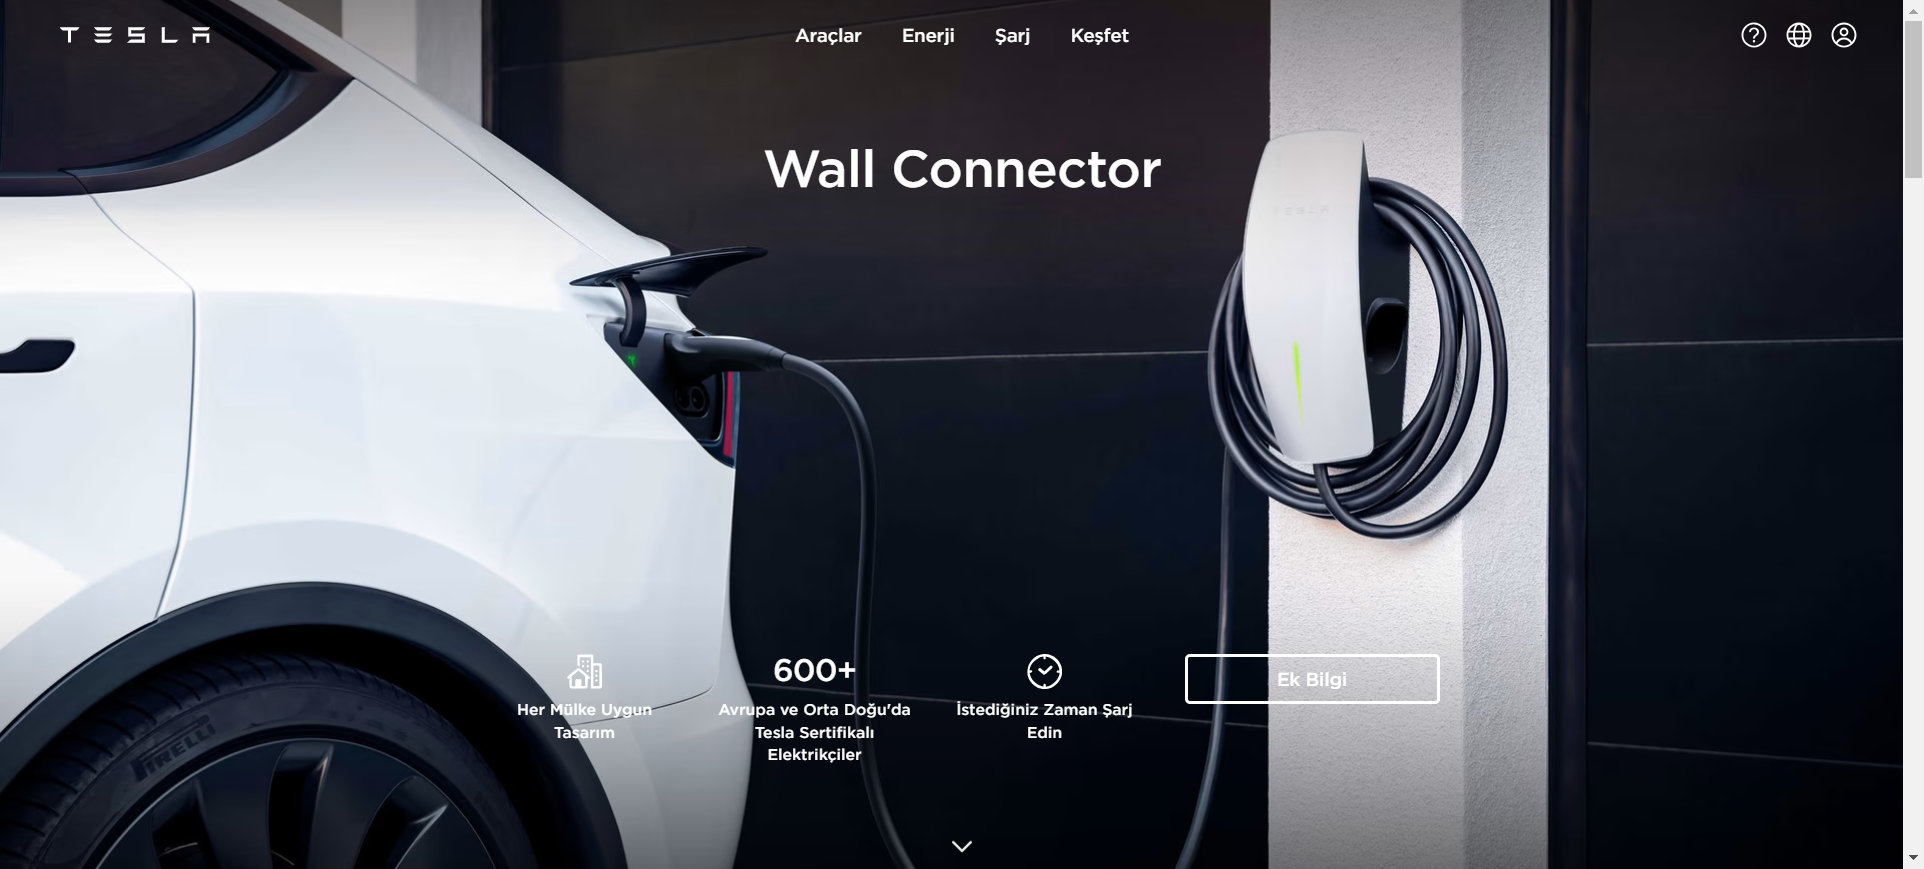 TESLA
Araçlar
Enerji
Şarj
Keşfet
Wall Connector
TESLA
600+
Ek Bilgi
Her Mülke Uygun
Tasarım
Avrupa ve Orta Doğu'da
Tesla Sertifikalı
Elektrikçiler
İstediğiniz Zaman Şarj
Edin
PIRELLI